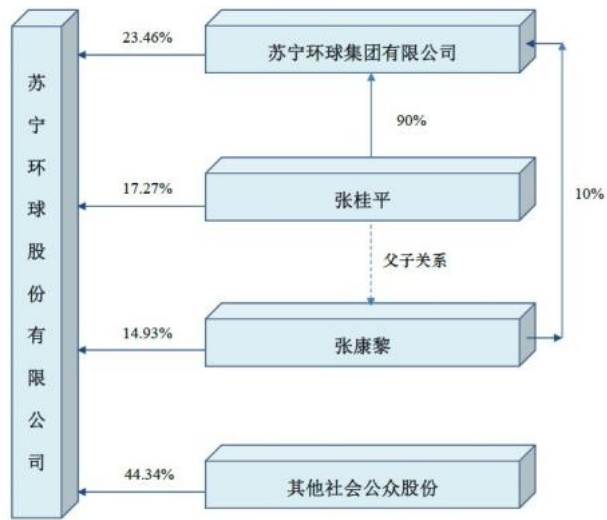 苏宁环球股份有限公司
23.46%
苏宁环球集团有限公司
90%
17.27%
张桂平
10%
父子关系
14.93%
张康黎
44.34%
其他社会公众股份